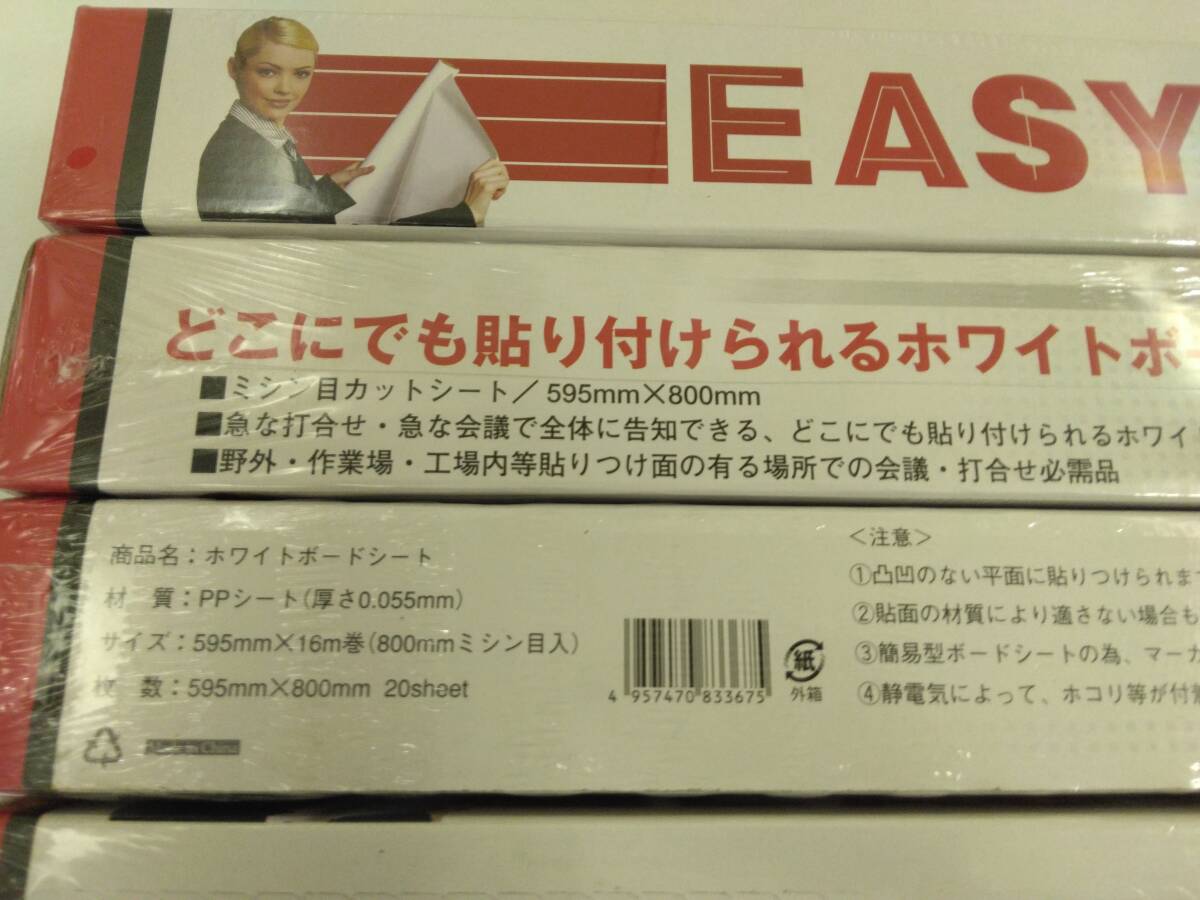 EASY
どこにでも貼り付けられるホワイトボー
■ミシン目カットシート／595mm×800mm
■急な打合せ・急な会議で全体に告知できる、どこにでも貼り付けられるホワイ
■野外・作業場・工場内等貼りつけ面の有る場所での会議・打合せ必需品
商品名：ホワイトボードシート
材　質：PPシート（厚さ0.055mm）
サイズ：595mm×16m巻（800mmミシン目入）
枚　数：595mm×800mm 20sheet
Made in China
4 957470 833675
紙
外箱
＜注意＞
①凸凹のない平面に貼りつけられま
②貼面の材質により適さない場合も
③簡易型ボードシートの為、マーカ
④静電気によって、ホコリ等が付着